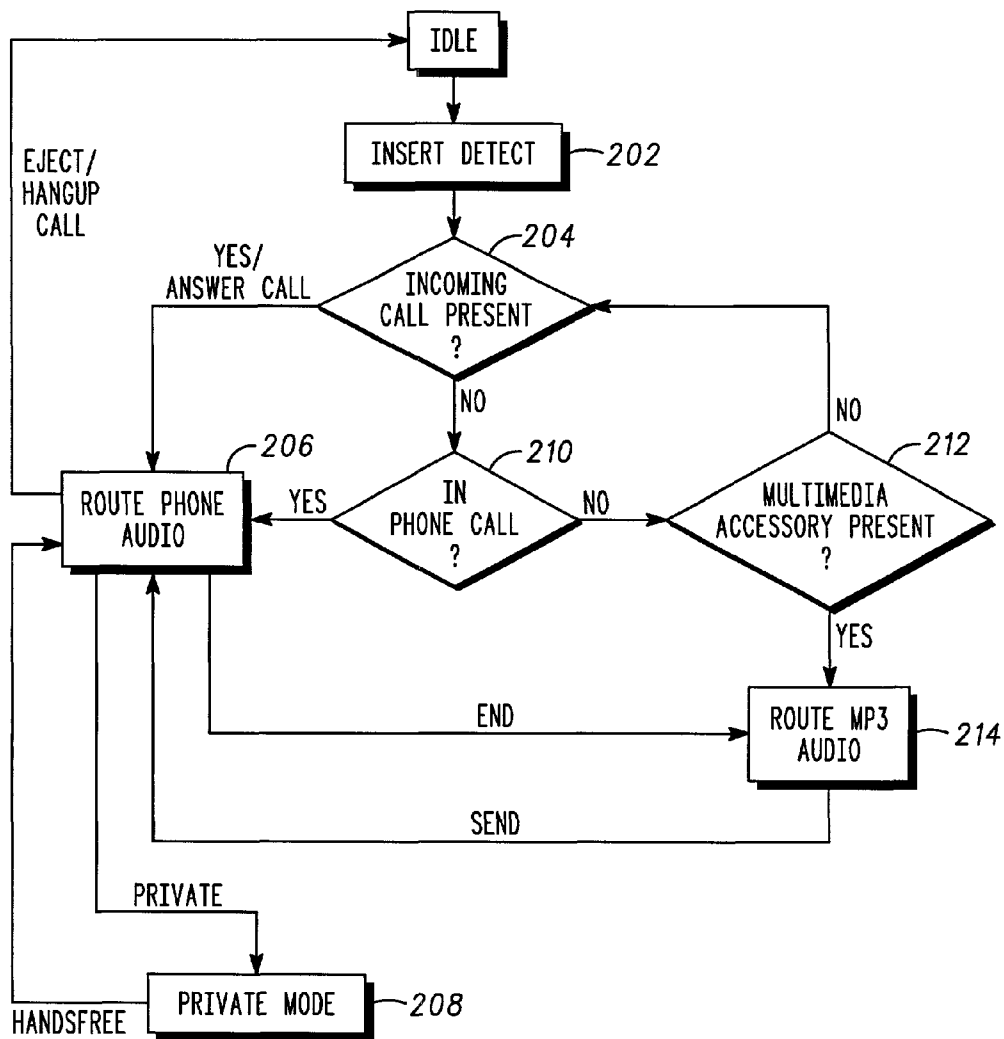 IDLE
INSERT DETECT
202
EJECT/
HANGUP
CALL
204
YES/
ANSWER CALL
INCOMING
CALL PRESENT
?
NO
NO
206
210
212
ROUTE PHONE
AUDIO
YES
IN
PHONE CALL
?
NO
MULTIMEDIA
ACCESSORY PRESENT
?
YES
END
ROUTE MP3
AUDIO
214
SEND
PRIVATE
PRIVATE MODE
208
HANDSFREE